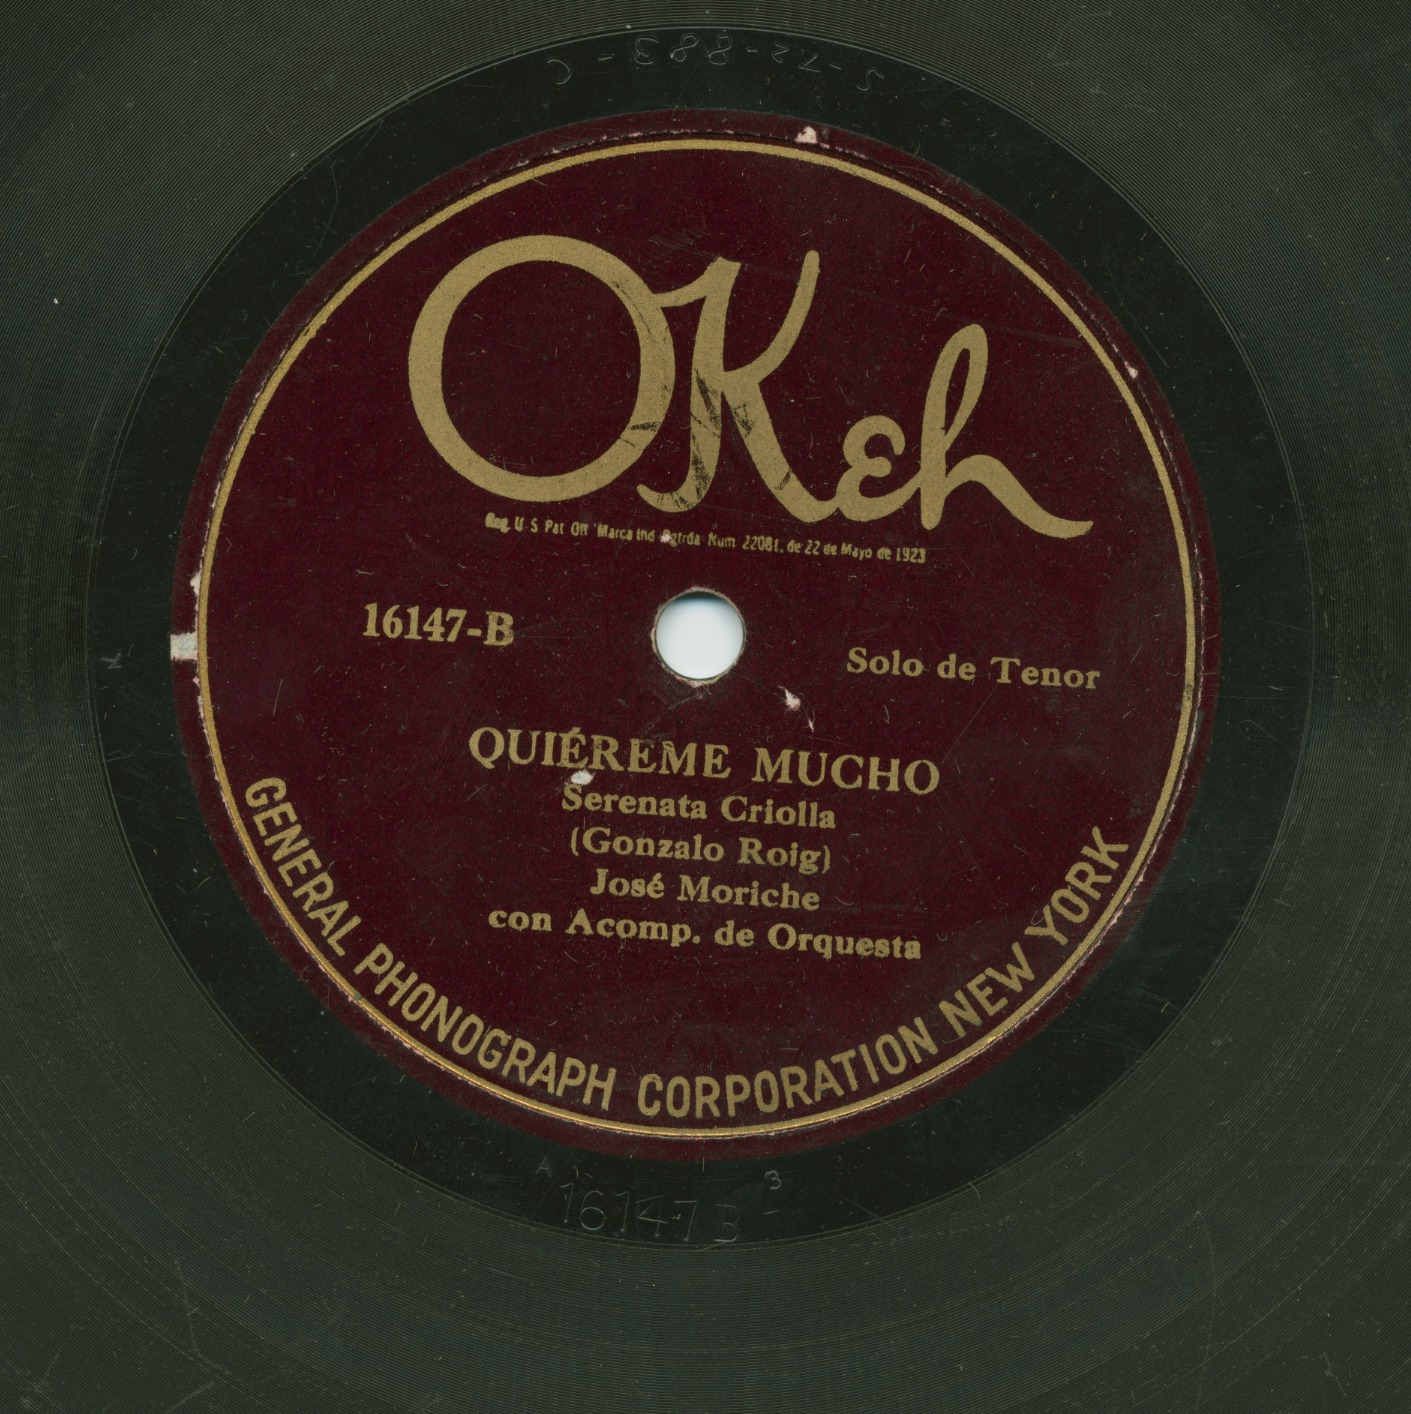 S-72-883-C
OKeh
Reg. U. S. Pat. Off. Marca Ind. Rgtrda. Num. 22061, de 22 de Mayo de 1923
16147-B
Solo de Tenor
QUIÉREME MUCHO
Serenata Criolla
(Gonzalo Roig)
José Moriche
con Acomp. de Orquesta
GENERAL PHONOGRAPH CORPORATION NEW YORK
A
3
16147 B